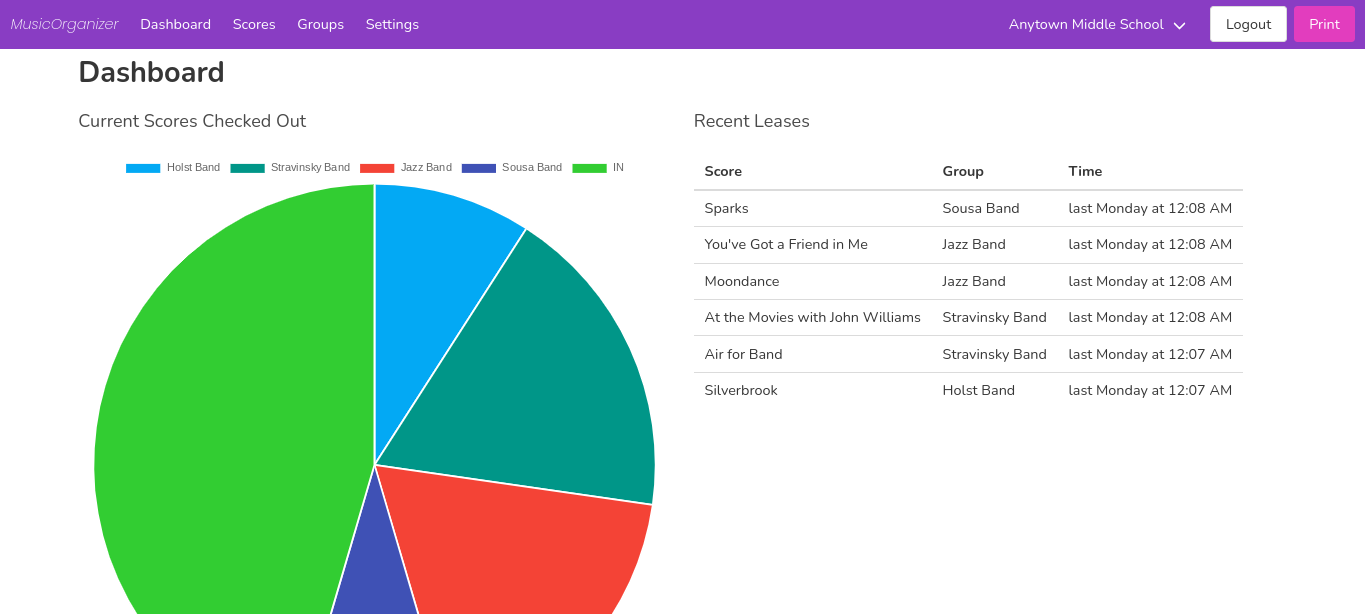 MusicOrganizer Dashboard Scores Groups Settings Anytown Middle School Logout Print
Dashboard
Current Scores Checked Out
Holst Band Stravinsky Band Jazz Band Sousa Band IN
Recent Leases
Score Group Time
Sparks Sousa Band last Monday at 12:08 AM
You've Got a Friend in Me Jazz Band last Monday at 12:08 AM
Moondance Jazz Band last Monday at 12:08 AM
At the Movies with John Williams Stravinsky Band last Monday at 12:08 AM
Air for Band Stravinsky Band last Monday at 12:07 AM
Silverbrook Holst Band last Monday at 12:07 AM